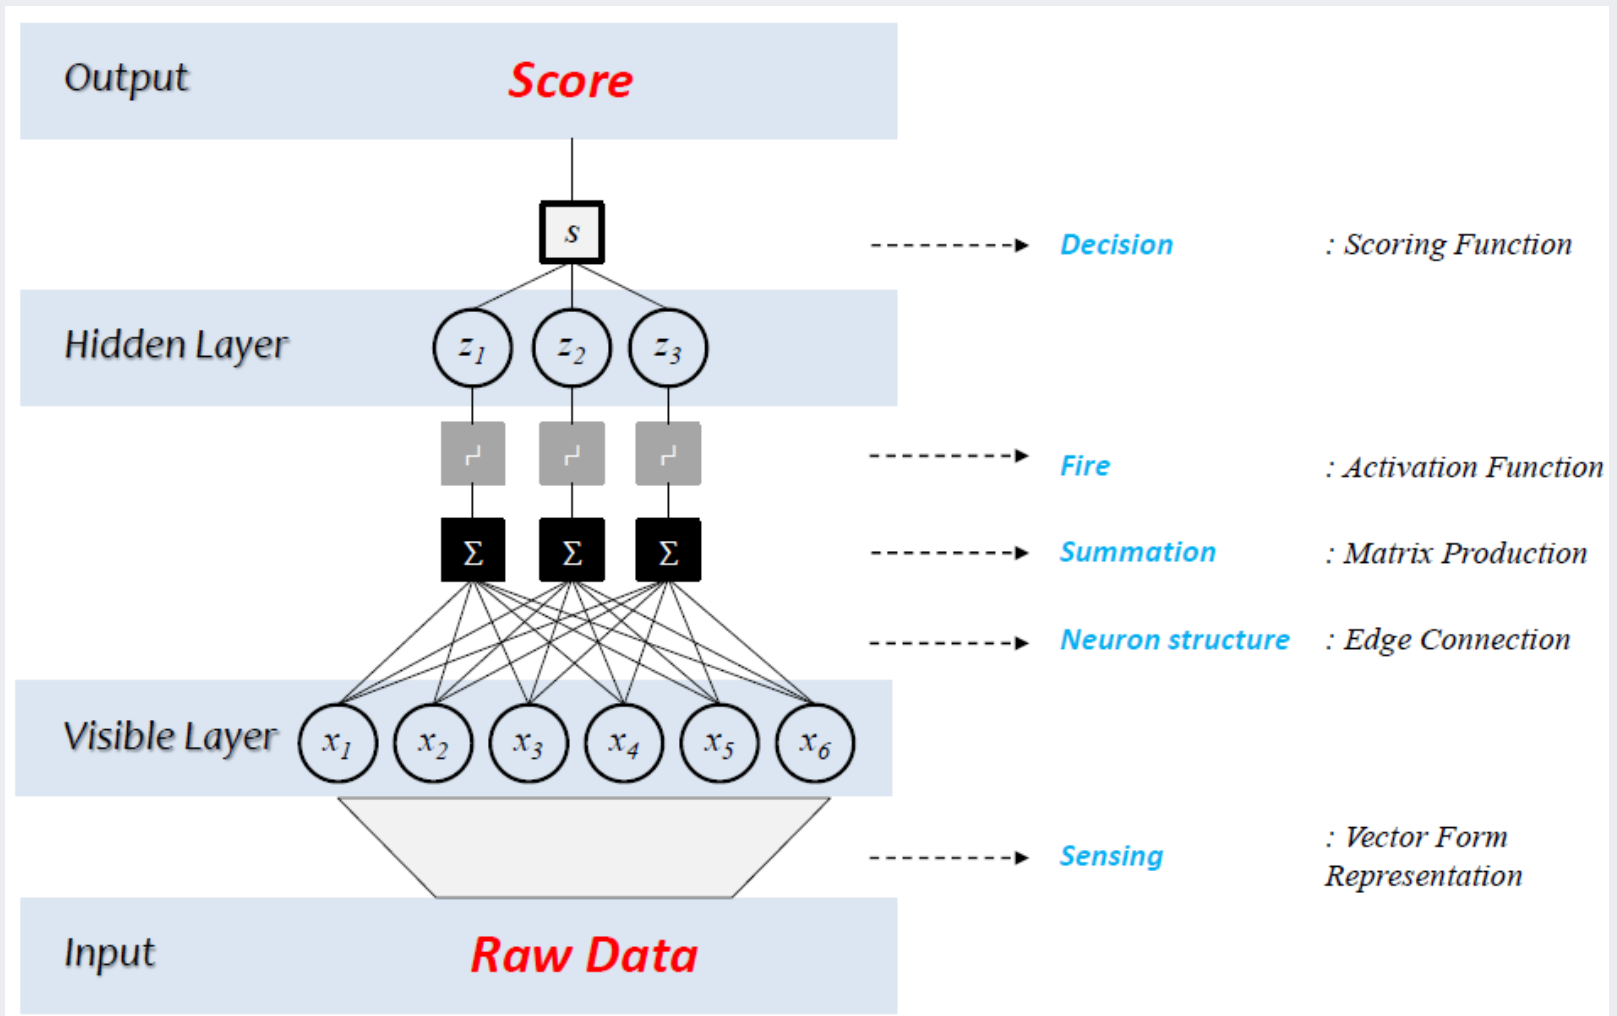 Output
Score
s
Decision : Scoring Function
Hidden Layer
z1 z2 z3
Fire : Activation Function
Σ Σ Σ
Summation : Matrix Production
Neuron structure : Edge Connection
Visible Layer
x1 x2 x3 x4 x5 x6
Sensing : Vector Form
Representation
Input
Raw Data